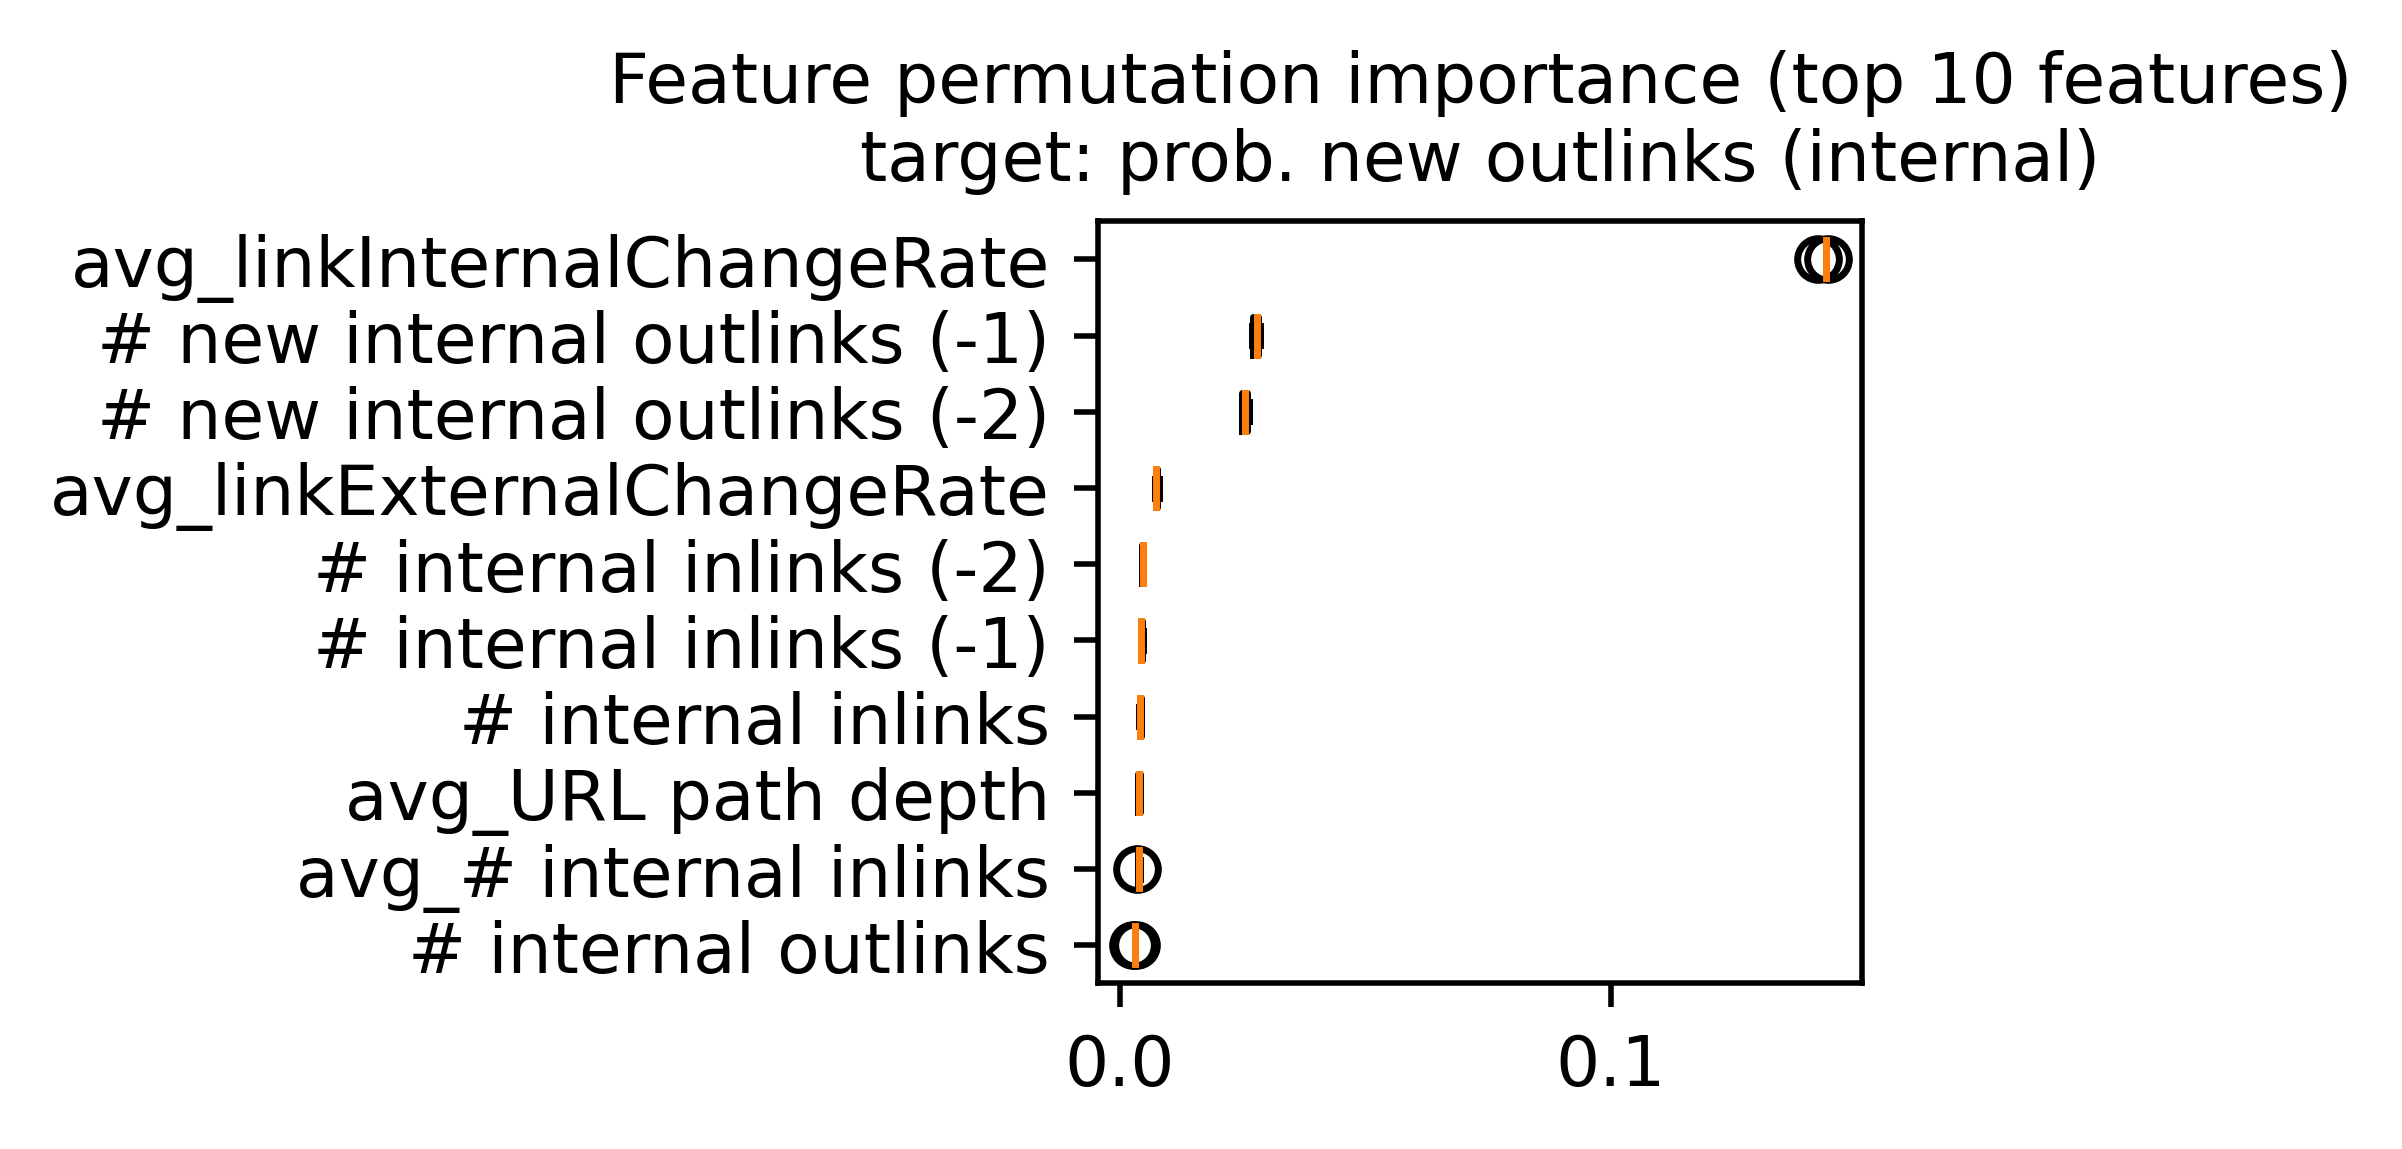 Feature permutation importance (top 10 features)
target: prob. new outlinks (internal)
avg_linkInternalChangeRate
# new internal outlinks (-1)
# new internal outlinks (-2)
avg_linkExternalChangeRate
# internal inlinks (-2)
# internal inlinks (-1)
# internal inlinks
avg_URL path depth
avg_# internal inlinks
# internal outlinks
0.0 0.1